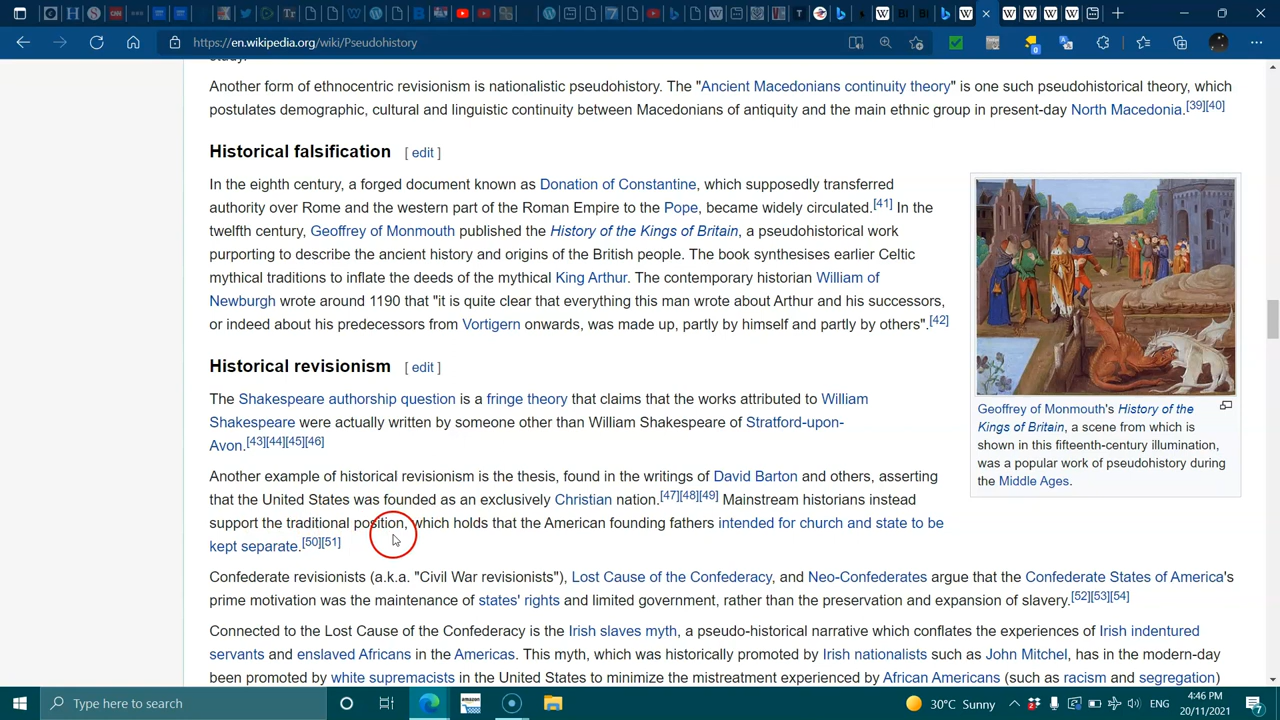 https://en.wikipedia.org/wiki/Pseudohistory
study.
Another form of ethnocentric revisionism is nationalistic pseudohistory. The "Ancient Macedonians continuity theory" is one such pseudohistorical theory, which
postulates demographic, cultural and linguistic continuity between Macedonians of antiquity and the main ethnic group in present-day North Macedonia.[39][40]
Historical falsification [ edit ]
In the eighth century, a forged document known as Donation of Constantine, which supposedly transferred
authority over Rome and the western part of the Roman Empire to the Pope, became widely circulated.[41] In the
twelfth century, Geoffrey of Monmouth published the History of the Kings of Britain, a pseudohistorical work
purporting to describe the ancient history and origins of the British people. The book synthesises earlier Celtic
mythical traditions to inflate the deeds of the mythical King Arthur. The contemporary historian William of
Newburgh wrote around 1190 that "it is quite clear that everything this man wrote about Arthur and his successors,
or indeed about his predecessors from Vortigern onwards, was made up, partly by himself and partly by others".[42]
Geoffrey of Monmouth's History of the
Kings of Britain, a scene from which is
shown in this fifteenth-century illumination,
was a popular work of pseudohistory during
the Middle Ages.
Historical revisionism [ edit ]
The Shakespeare authorship question is a fringe theory that claims that the works attributed to William
Shakespeare were actually written by someone other than William Shakespeare of Stratford-upon-
Avon.[43][44][45][46]
Another example of historical revisionism is the thesis, found in the writings of David Barton and others, asserting
that the United States was founded as an exclusively Christian nation.[47][48][49] Mainstream historians instead
support the traditional position, which holds that the American founding fathers intended for church and state to be
kept separate.[50][51]
Confederate revisionists (a.k.a. "Civil War revisionists"), Lost Cause of the Confederacy, and Neo-Confederates argue that the Confederate States of America's
prime motivation was the maintenance of states' rights and limited government, rather than the preservation and expansion of slavery.[52][53][54]
Connected to the Lost Cause of the Confederacy is the Irish slaves myth, a pseudo-historical narrative which conflates the experiences of Irish indentured
servants and enslaved Africans in the Americas. This myth, which was historically promoted by Irish nationalists such as John Mitchel, has in the modern-day
been promoted by white supremacists in the United States to minimize the mistreatment experienced by African Americans (such as racism and segregation)
Type here to search
amazon
30°C Sunny
ENG
4:46 PM
20/11/2021
7